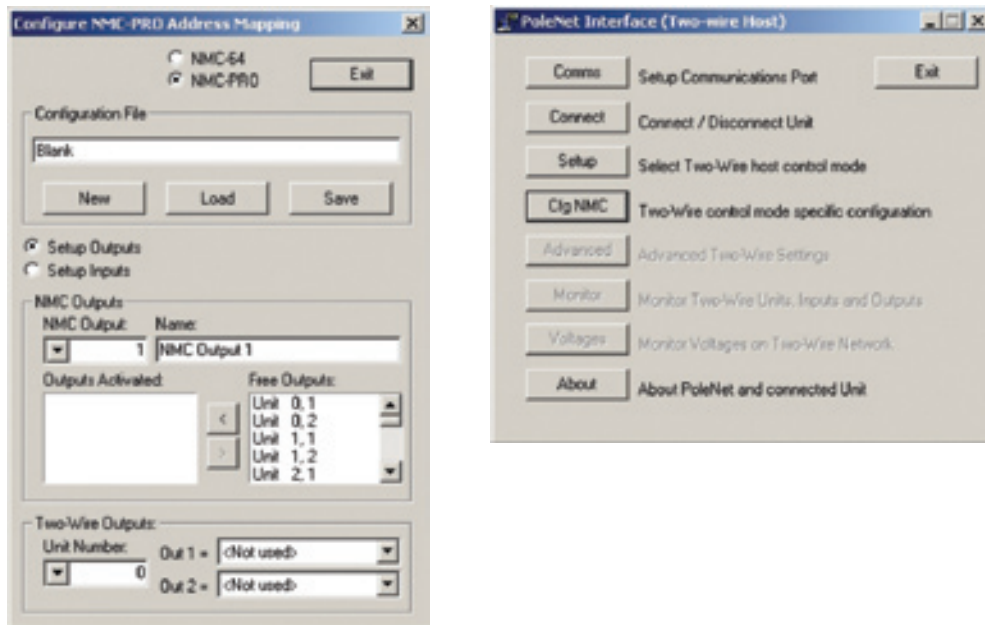 Configure NMC-PRO Address Mapping
NMC-64
NMC-PRO
Exit
Configuration File
Blank
New Load Save
Setup Outputs
Setup Inputs
NMC Outputs
NMC Output: Name:
1 NMC Output 1
Outputs Activated: Free Outputs:
Unit 0, 1
Unit 0, 2
Unit 1, 1
Unit 1, 2
Unit 2, 1
<
>
Two-Wire Outputs:
Unit Number: Out 1 = <Not used>
0 Out 2 = <Not used>
PoleNet Interface (Two-wire Host)
Comms Setup Communications Port Exit
Connect Connect / Disconnect Unit
Setup Select Two-Wire host control mode
Cfg NMC Two-Wire control mode specific configuration
Advanced Advanced Two-Wire Settings
Monitor Monitor Two-Wire Units, Inputs and Outputs
Voltages Monitor Voltages on Two-Wire Network
About About PoleNet and connected Unit